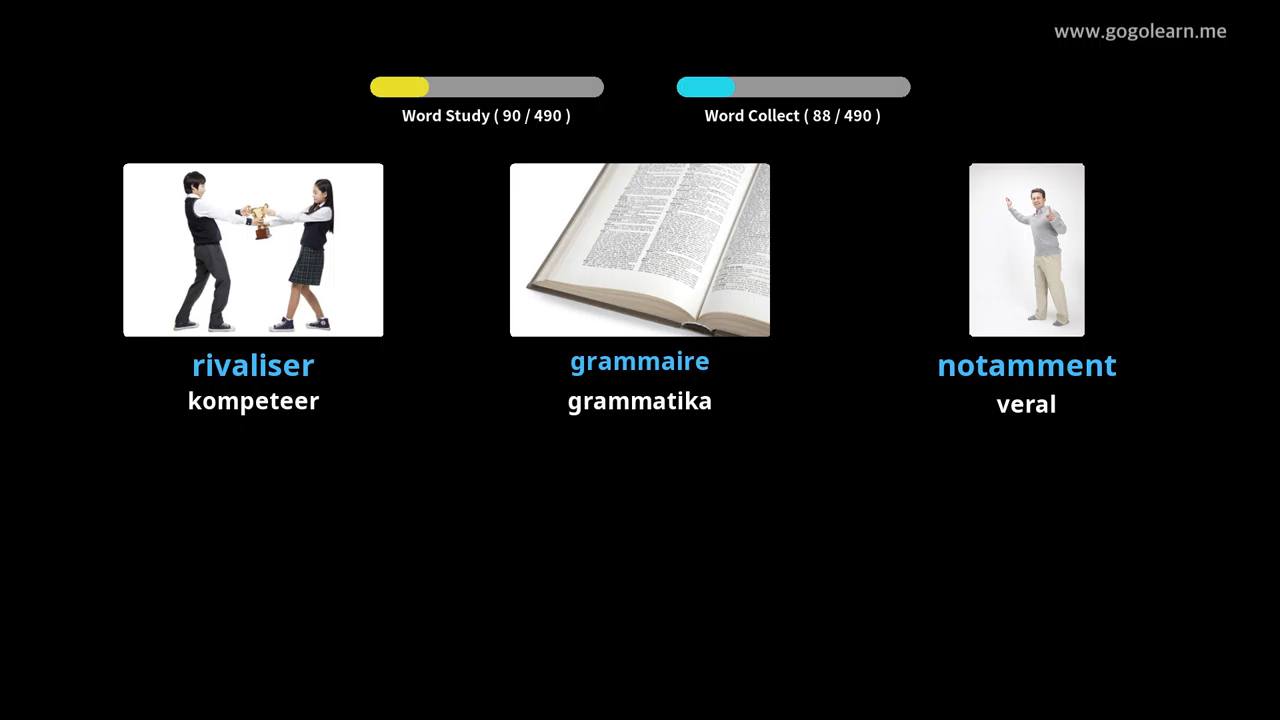 www.gogolearn.me
Word Study ( 90 / 490 )
Word Collect ( 88 / 490 )
rivaliser
kompeteer
grammaire
grammatika
notamment
veral